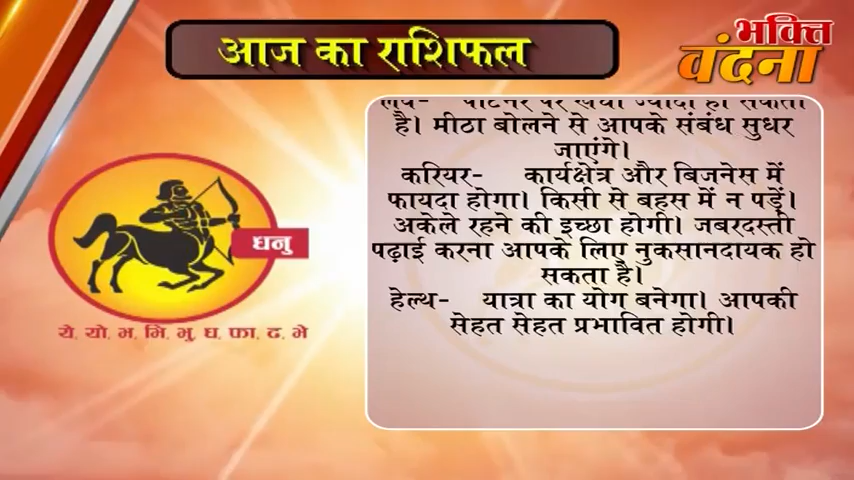 आज का राशिफल
भक्ति
वंदना
है। मीठा बोलने से आपके संबंध सुधर
जाएंगे।
करियर- कार्यक्षेत्र और बिजनेस में
फायदा होगा। किसी से बहस में न पड़ें।
अकेले रहने की इच्छा होगी। जबरदस्ती
पढ़ाई करना आपके लिए नुकसानदायक हो
सकता है।
हेल्थ- यात्रा का योग बनेगा। आपकी
सेहत सेहत प्रभावित होगी।
धनु
ये, यो, भ, भि, भु, ध, फा, ढ, भे